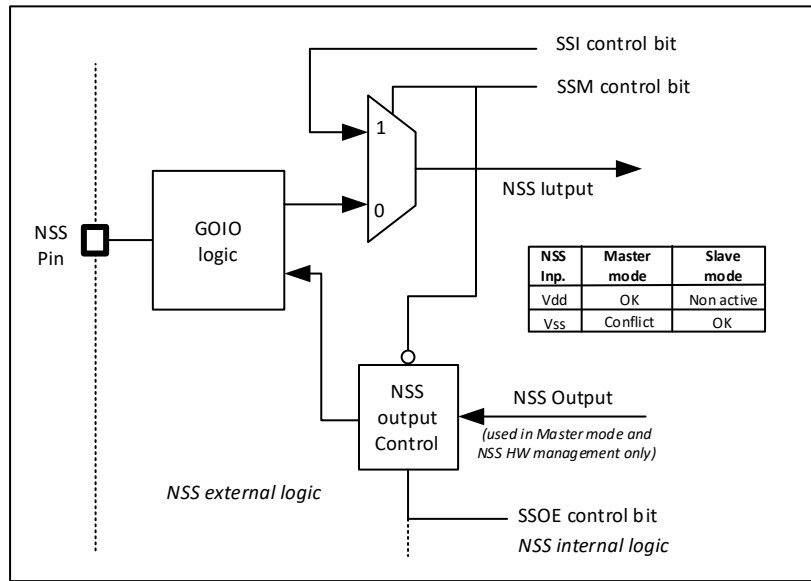 SSI control bit
SSM control bit
1
NSS Iutput
0
GOIO
logic
NSS
Pin
NSS Inp. Master mode Slave mode
Vdd OK Non active
Vss Conflict OK
NSS
output
Control
NSS Output
(used in Master mode and
NSS HW management only)
NSS external logic
SSOE control bit
NSS internal logic